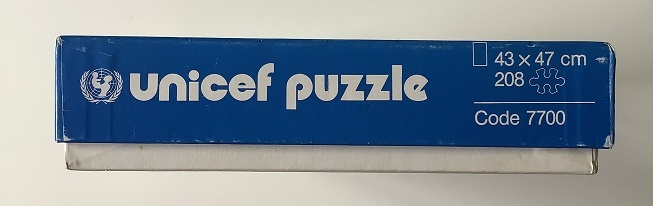 unicef puzzle
43 × 47 cm
208
Code 7700